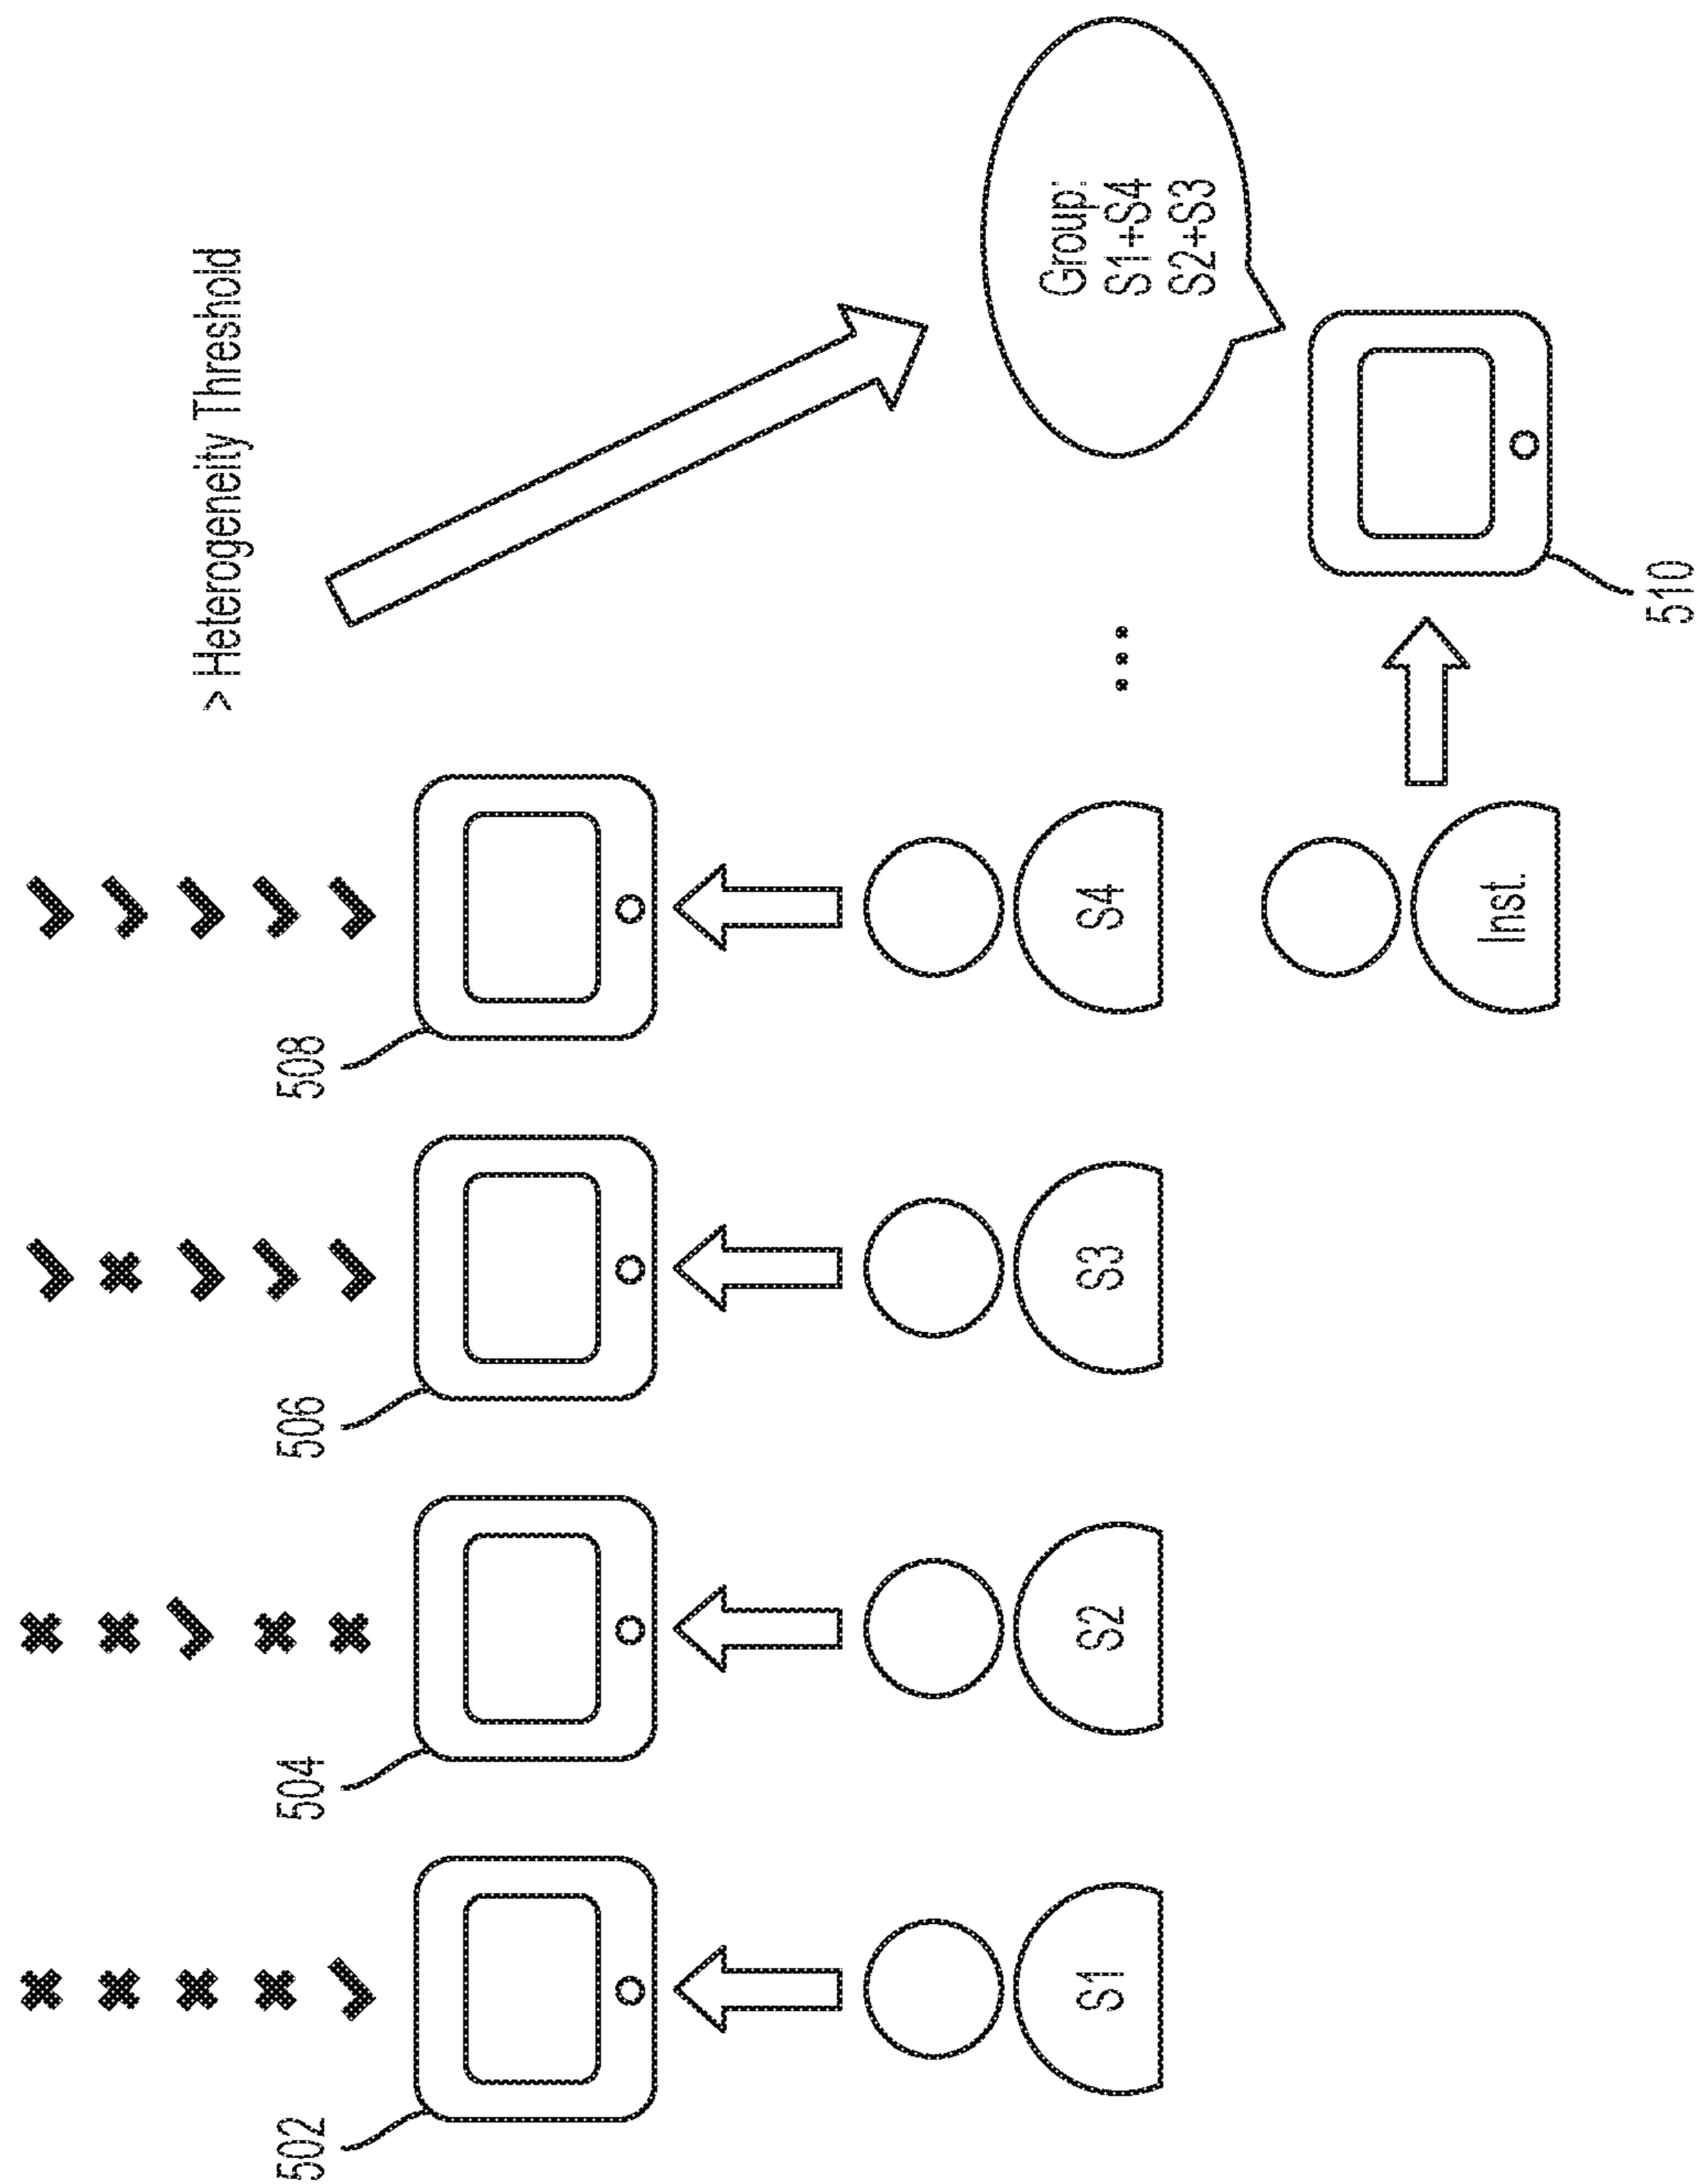 > Heterogeneity Threshold
502
504
506
508
S1
S2
S3
S4
...
Group:
S1+S4
S2+S3
Inst.
510